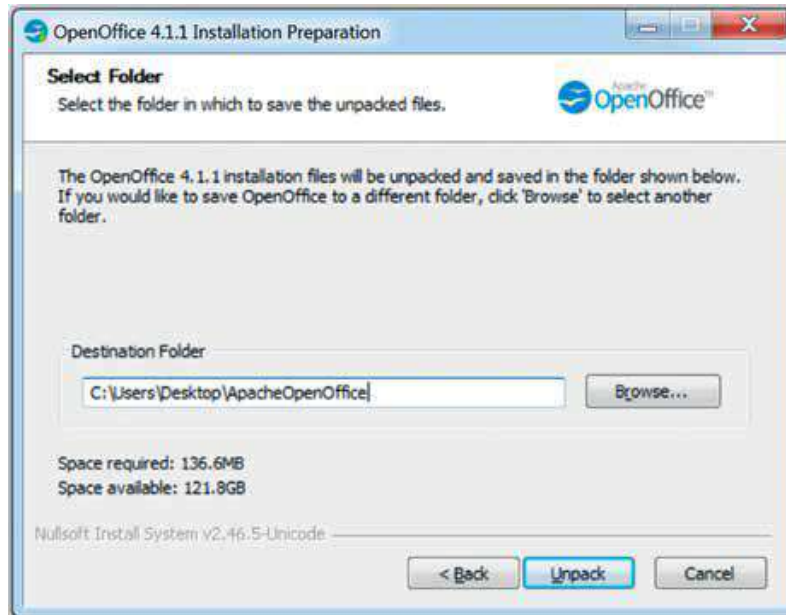 OpenOffice 4.1.1 Installation Preparation
Select Folder
Select the folder in which to save the unpacked files.
Apache
OpenOffice™
The OpenOffice 4.1.1 installation files will be unpacked and saved in the folder shown below.
If you would like to save OpenOffice to a different folder, click 'Browse' to select another
folder.
Destination Folder
C:\Users\Desktop\ApacheOpenOffice
Browse...
Space required: 136.6MB
Space available: 121.8GB
Nullsoft Install System v2.46.5-Unicode
< Back
Unpack
Cancel